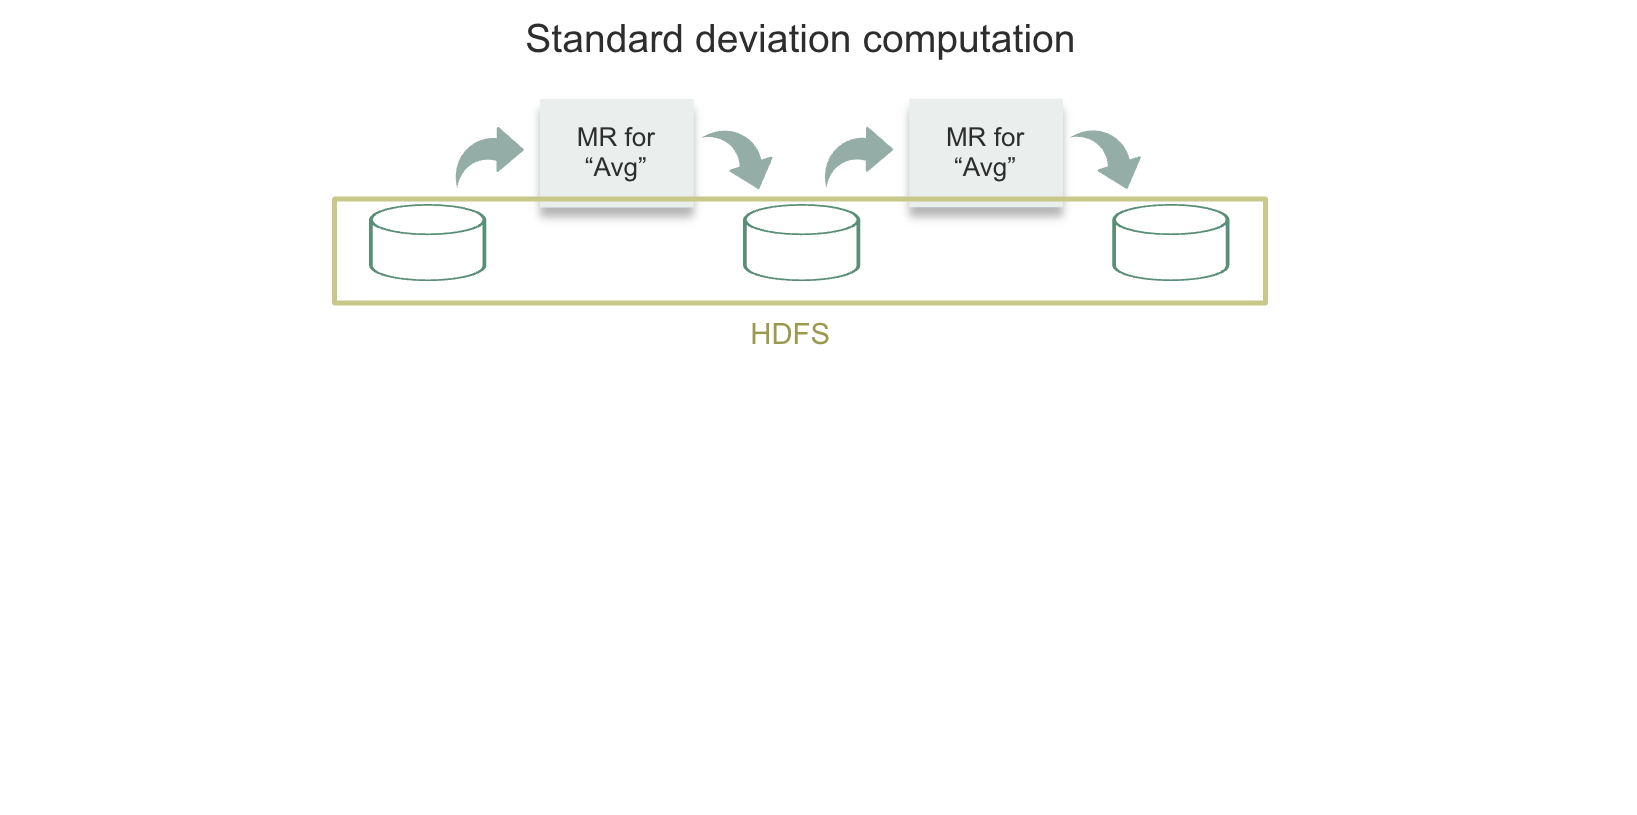 Standard deviation computation
MR for
“Avg”
MR for
“Avg”
HDFS